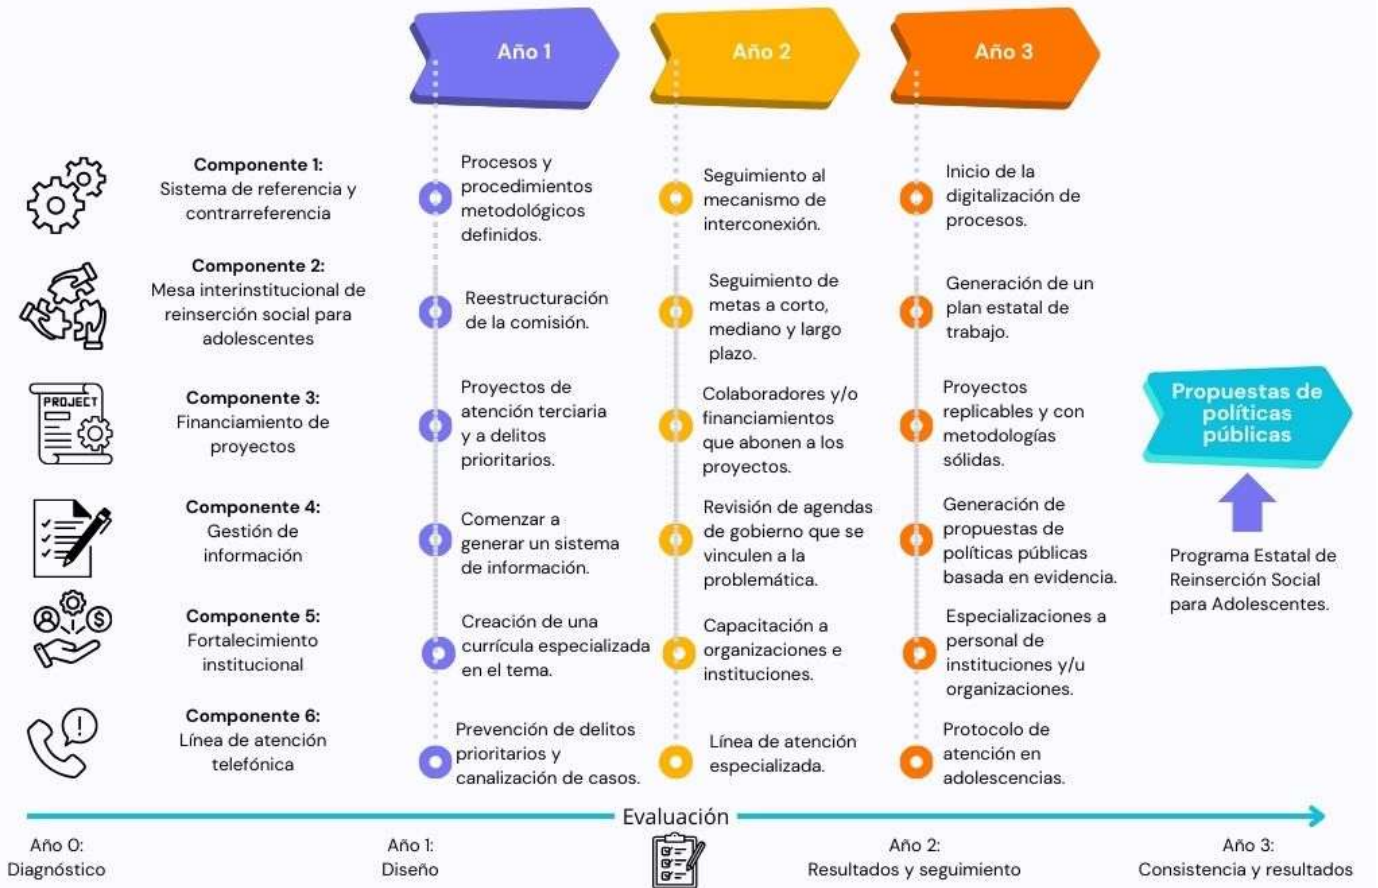 Año 1
Año 2
Año 3
Componente 1:
Sistema de referencia y
contrarreferencia
Procesos y
procedimientos
metodológicos
definidos.
Seguimiento al
mecanismo de
interconexión.
Inicio de la
digitalización de
procesos.
Componente 2:
Mesa interinstitucional de
reinserción social para
adolescentes
Reestructuración
de la comisión.
Seguimiento de
metas a corto,
mediano y largo
plazo.
Generación de un
plan estatal de
trabajo.
PROJECT
Componente 3:
Financiamiento de
proyectos
Proyectos de
atención terciaria
y a delitos
prioritarios.
Colaboradores y/o
financiamientos
que abonen a los
proyectos.
Proyectos
replicables y con
metodologías
sólidas.
Componente 4:
Gestión de
información
Comenzar a
generar un sistema
de información.
Revisión de agendas
de gobierno que se
vinculen a la
problemática.
Generación de
propuestas de
políticas públicas
basada en evidencia.
Componente 5:
Fortalecimiento
institucional
Creación de una
currícula especializada
en el tema.
Capacitación a
organizaciones e
instituciones.
Especializaciones a
personal de
instituciones y/u
organizaciones.
Componente 6:
Línea de atención
telefónica
Prevención de delitos
prioritarios y
canalización de casos.
Línea de atención
especializada.
Protocolo de
atención en
adolescencias.
Propuestas de
políticas
públicas
Programa Estatal de
Reinserción Social
para Adolescentes.
Evaluación
Año 0:
Diagnóstico
Año 1:
Diseño
Año 2:
Resultados y seguimiento
Año 3:
Consistencia y resultados